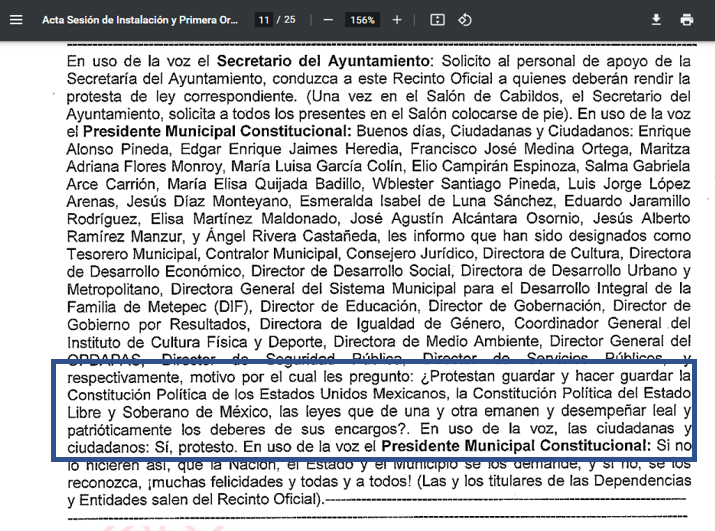 Acta Sesión de Instalación y Primera Or...
11 / 25
156%
En uso de la voz el Secretario del Ayuntamiento: Solicito al personal de apoyo de la
Secretaría del Ayuntamiento, conduzca a este Recinto Oficial a quienes deberán rendir la
protesta de ley correspondiente. (Una vez en el Salón de Cabildos, el Secretario del
Ayuntamiento, solicita a todos los presentes en el Salón colocarse de pie). En uso de la voz
el Presidente Municipal Constitucional: Buenos días, Ciudadanas y Ciudadanos: Enrique
Alonso Pineda, Edgar Enrique Jaimes Heredia, Francisco José Medina Ortega, Maritza
Adriana Flores Monroy, María Luisa García Colín, Elio Campirán Espinoza, Salma Gabriela
Arce Carrión, María Elisa Quijada Badillo, Wblester Santiago Pineda, Luis Jorge López
Arenas, Jesús Díaz Monteyano, Esmeralda Isabel de Luna Sánchez, Eduardo Jaramillo
Rodríguez, Elisa Martínez Maldonado, José Agustín Alcántara Osornio, Jesús Alberto
Ramírez Manzur, y Ángel Rivera Castañeda, les informo que han sido designados como
Tesorero Municipal, Contralor Municipal, Consejero Jurídico, Directora de Cultura, Directora
de Desarrollo Económico, Director de Desarrollo Social, Directora de Desarrollo Urbano y
Metropolitano, Directora General del Sistema Municipal para el Desarrollo Integral de la
Familia de Metepec (DIF), Director de Educación, Director de Gobernación, Director de
Gobierno por Resultados, Directora de Igualdad de Género, Coordinador General del
Instituto de Cultura Física y Deporte, Directora de Medio Ambiente, Director General del
OPDAPAS, Director de Seguridad Pública, Director de Servicios Públicos, y
respectivamente, motivo por el cual les pregunto: ¿Protestan guardar y hacer guardar la
Constitución Política de los Estados Unidos Mexicanos, la Constitución Política del Estado
Libre y Soberano de México, las leyes que de una y otra emanen y desempeñar leal y
patrióticamente los deberes de sus encargos?. En uso de la voz, las ciudadanas y
ciudadanos: Sí, protesto. En uso de la voz el Presidente Municipal Constitucional: Si no
lo hicieren así, que la Nación, el Estado y el Municipio se los demande, y si no, se los
reconozca, ¡muchas felicidades y todas y a todos! (Las y los titulares de las Dependencias
y Entidades salen del Recinto Oficial).